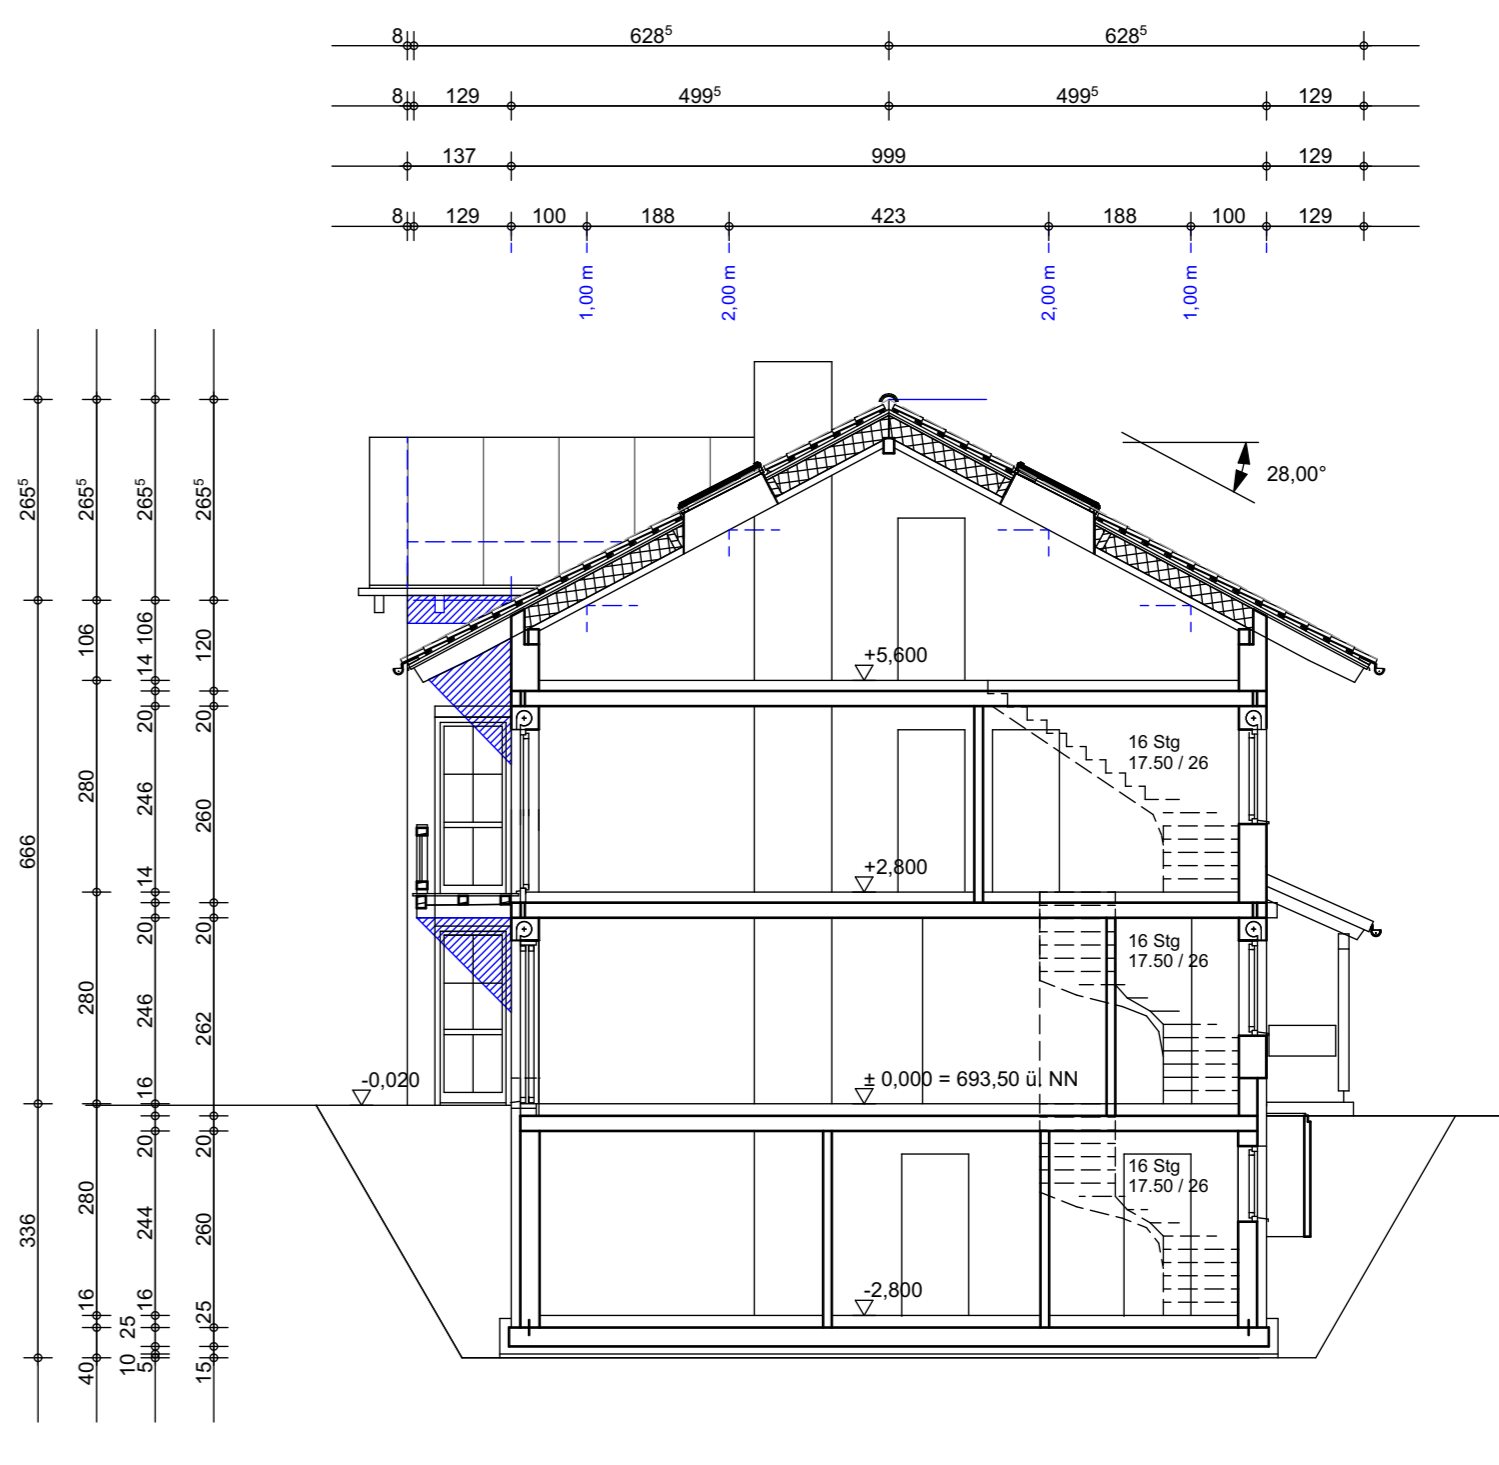 8 628⁵ 628⁵
8 129 499⁵ 499⁵ 129
137 999 129
8 129 100 188 423 188 100 129
1,00 m 2,00 m 2,00 m 1,00 m
28,00°
265⁵ 265⁵ 265⁵ 265⁵
106 106 120
14
+5,600
20 20
16 Stg
17.50 / 26
280 246 260
666
14
+2,800
20 20
16 Stg
17.50 / 26
280 246 262
16
-0,020
± 0,000 = 693,50 ü. NN
20 20
16 Stg
17.50 / 26
280 244 260
336
16 16 25
-2,800
25
40 10 5 15